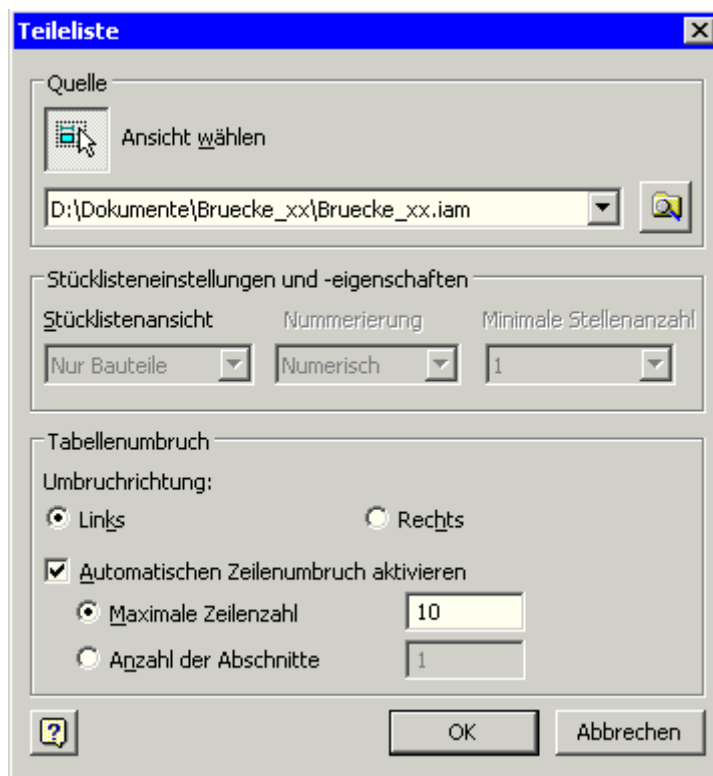 Teileliste
Quelle
Ansicht wählen
D:\Dokumente\Bruecke_xx\Bruecke_xx.iam
Stücklisteneinstellungen und -eigenschaften
Stücklistenansicht Nummerierung Minimale Stellenanzahl
Nur Bauteile Numerisch 1
Tabellenumbruch
Umbruchrichtung:
Links Rechts
Automatischen Zeilenumbruch aktivieren
Maximale Zeilenzahl 10
Anzahl der Abschnitte 1
? OK Abbrechen